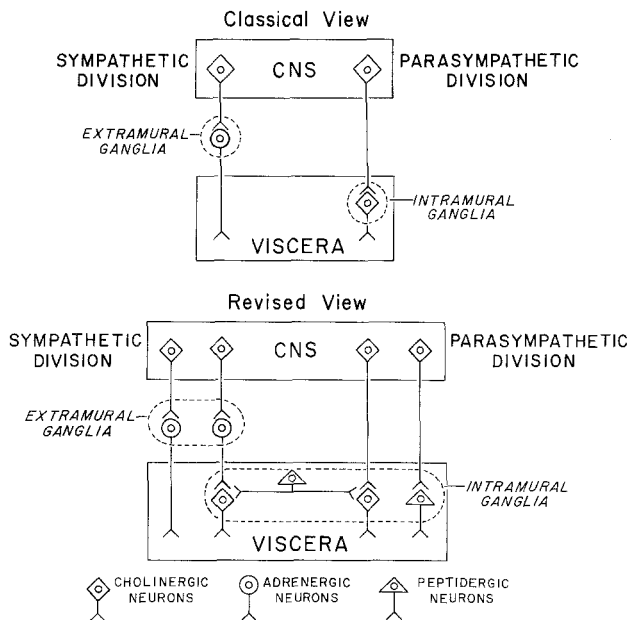 Classical View
SYMPATHETIC
DIVISION
CNS
PARASYMPATHETIC
DIVISION
EXTRAMURAL
GANGLIA
INTRAMURAL
GANGLIA
VISCERA
Revised View
SYMPATHETIC
DIVISION
CNS
PARASYMPATHETIC
DIVISION
EXTRAMURAL
GANGLIA
INTRAMURAL
GANGLIA
VISCERA
CHOLINERGIC
NEURONS
ADRENERGIC
NEURONS
PEPTIDERGIC
NEURONS